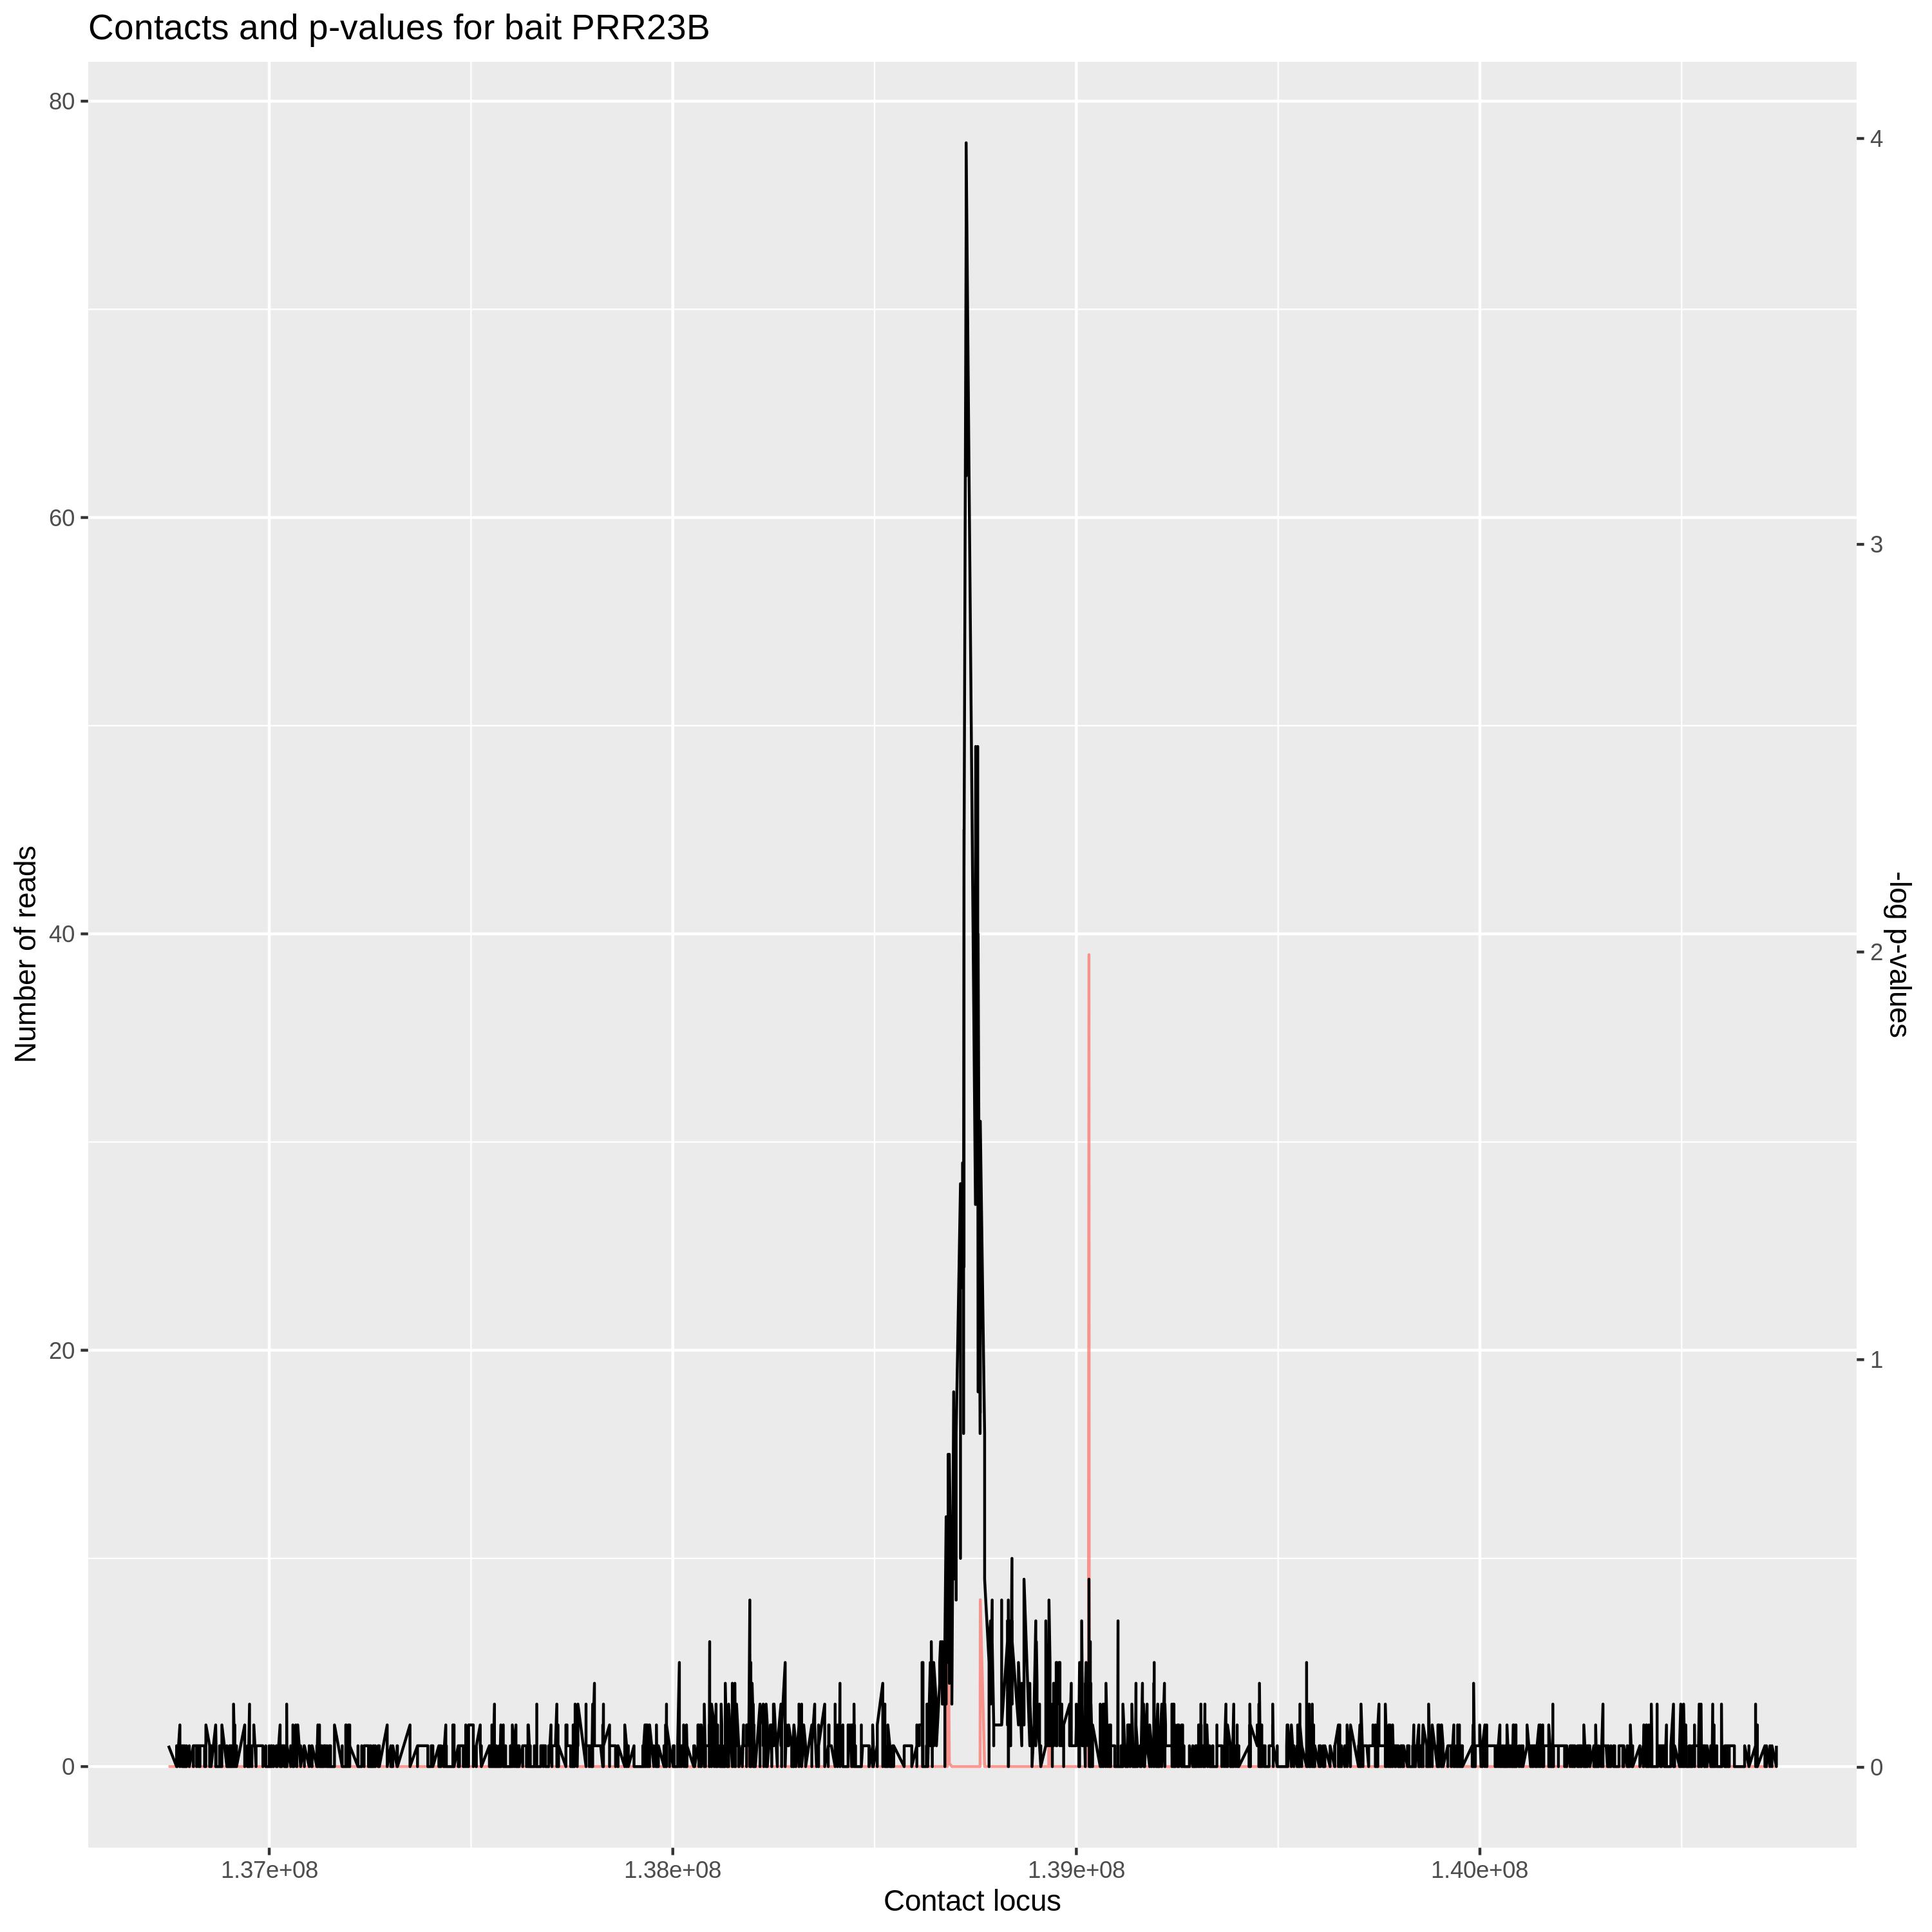 Contacts and p-values for bait PRR23B
80
60
40
20
0
Number of reads
4
3
2
1
0
-log p-values
1.37e+08
1.38e+08
1.39e+08
1.40e+08
Contact locus